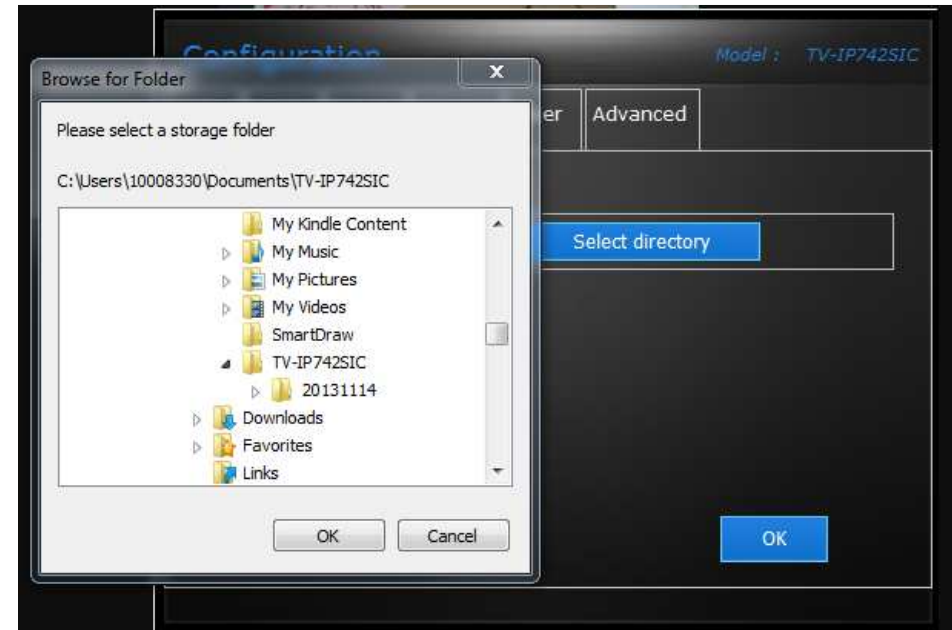 Configuration
Model : TV-IP742SIC
Browse for Folder
x
er
Advanced
Please select a storage folder
C:\Users\10008330\Documents\TV-IP742SIC
My Kindle Content
My Music
My Pictures
My Videos
SmartDraw
TV-IP742SIC
20131114
Downloads
Favorites
Links
Select directory
OK
Cancel
OK